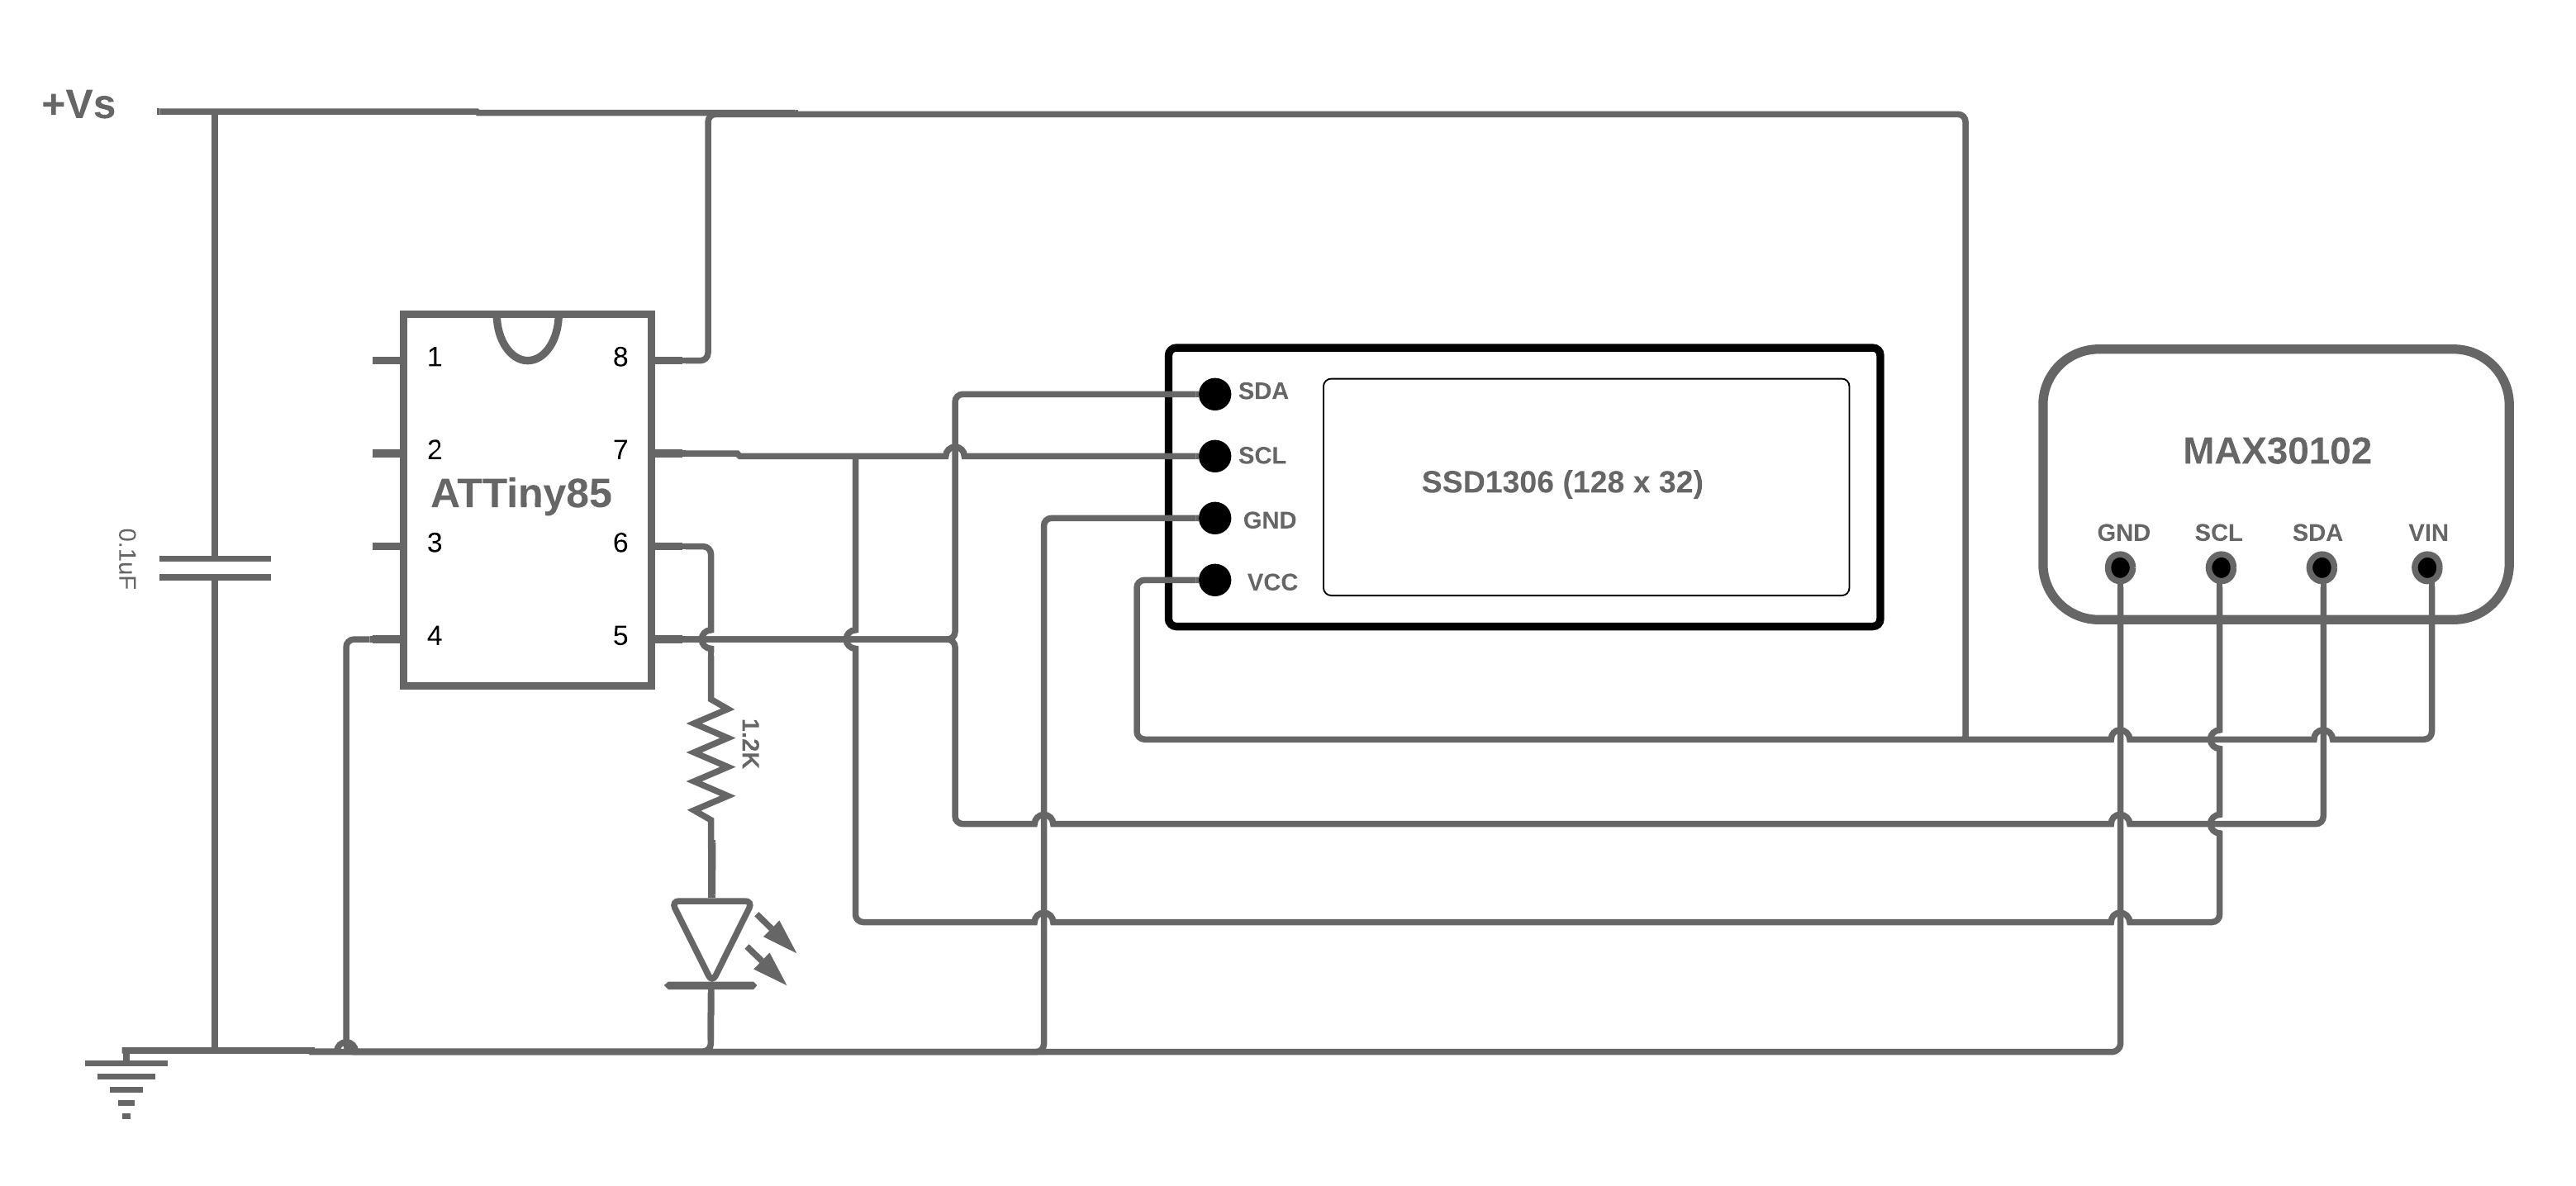 +Vs
0.1uF
ATTiny85
1
2
3
4
8
7
6
5
1.2K
SDA
SCL
GND
VCC
SSD1306 (128 x 32)
MAX30102
GND
SCL
SDA
VIN